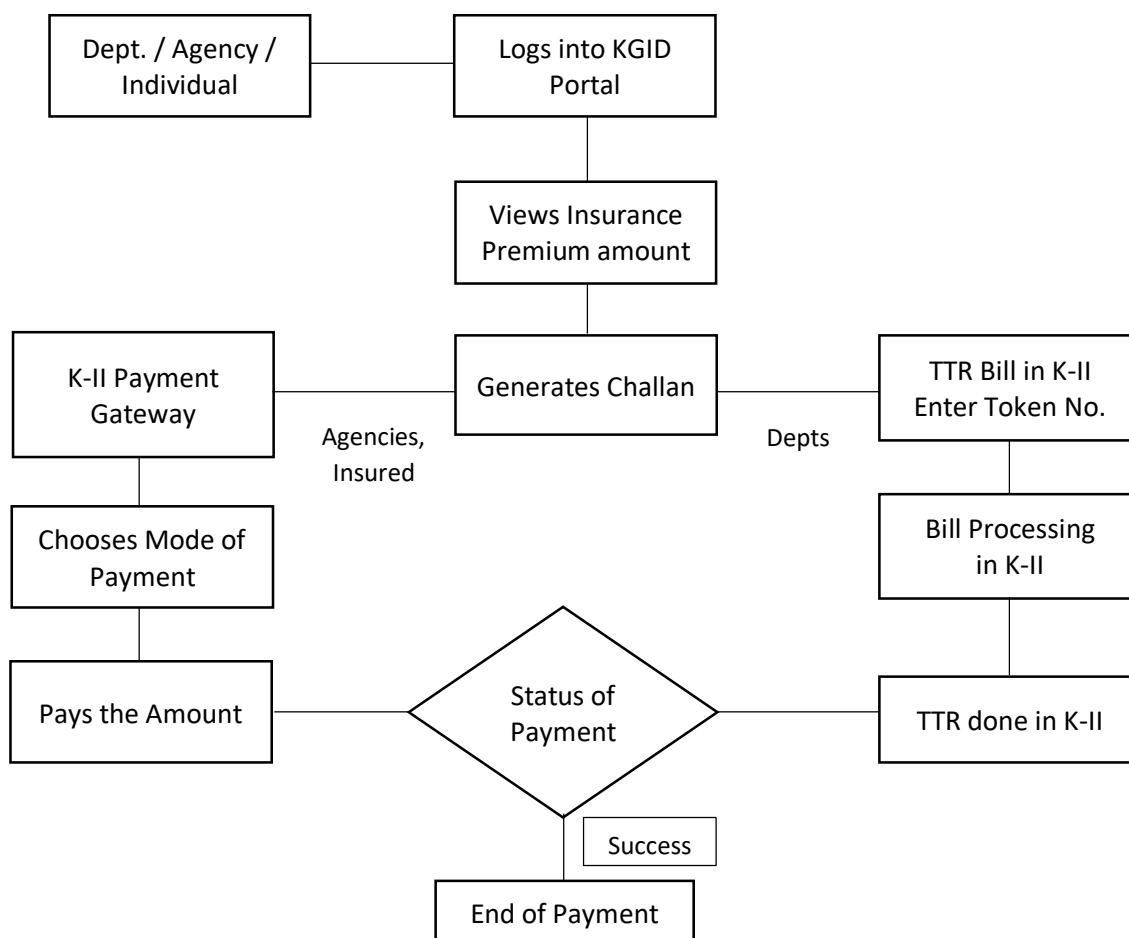 Dept. / Agency /
Individual
Logs into KGID
Portal
Views Insurance
Premium amount
K-II Payment
Gateway
Generates Challan
TTR Bill in K-II
Enter Token No.
Agencies,
Insured
Depts
Chooses Mode of
Payment
Bill Processing
in K-II
Pays the Amount
Status of
Payment
TTR done in K-II
Success
End of Payment